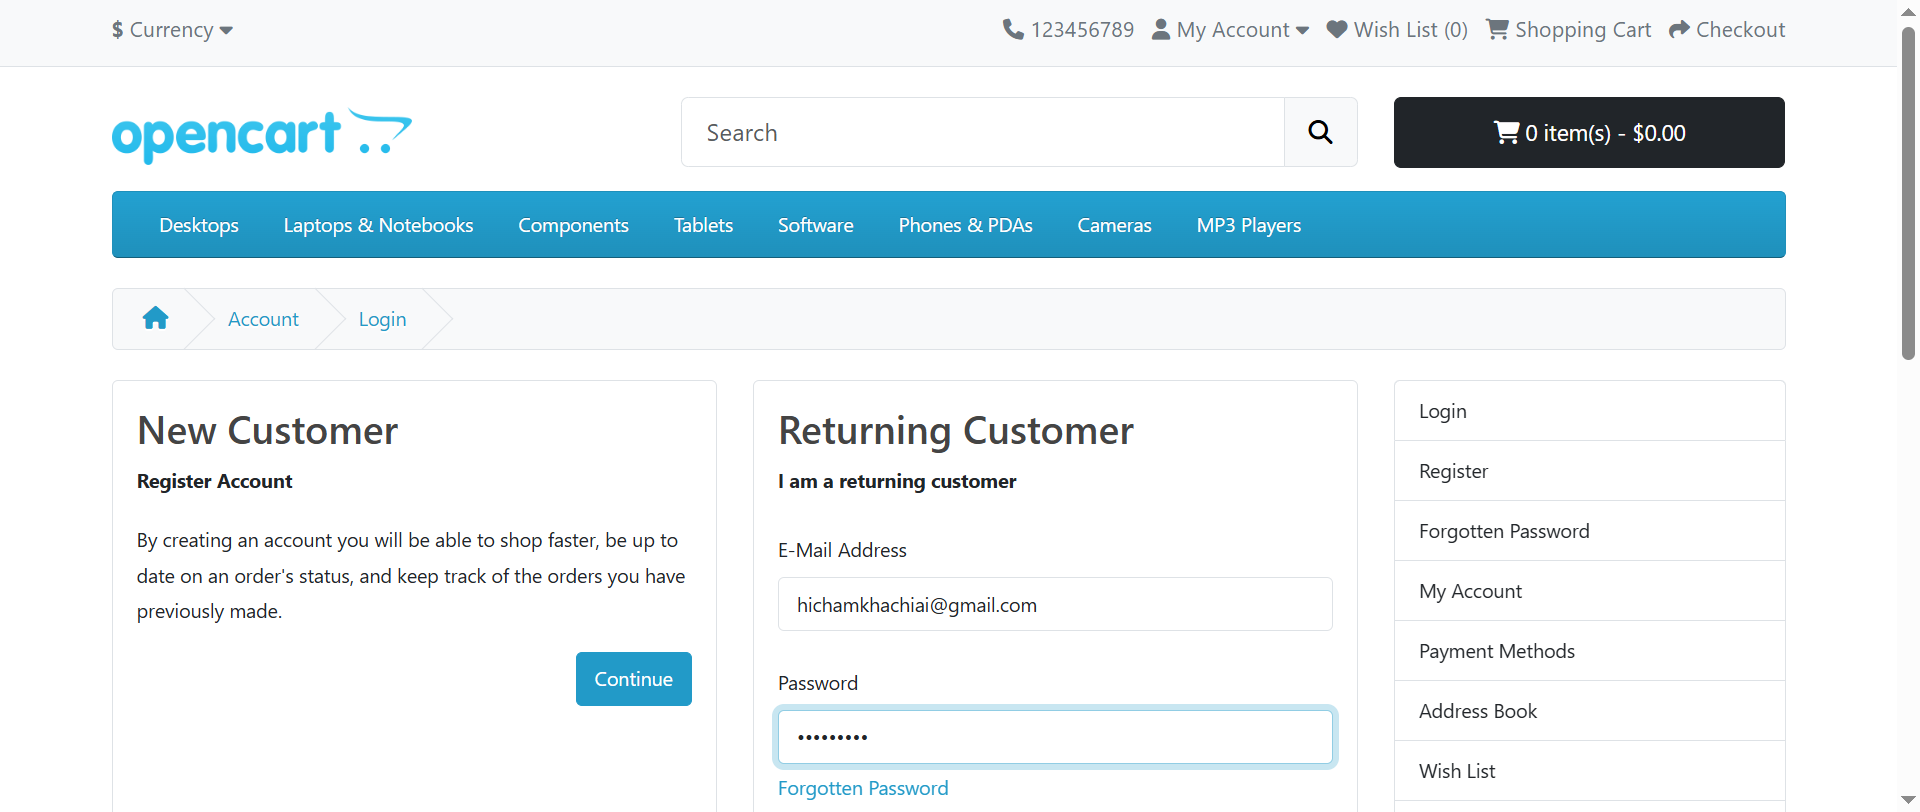 $ Currency
123456789 My Account Wish List (0) Shopping Cart Checkout
opencart
Search
0 item(s) - $0.00
Desktops Laptops & Notebooks Components Tablets Software Phones & PDAs Cameras MP3 Players
Account Login
New Customer
Register Account
By creating an account you will be able to shop faster, be up to
date on an order's status, and keep track of the orders you have
previously made.
Continue
Returning Customer
I am a returning customer
E-Mail Address
hichamkhachiai@gmail.com
Password
•••••••••
Forgotten Password
Login
Register
Forgotten Password
My Account
Payment Methods
Address Book
Wish List